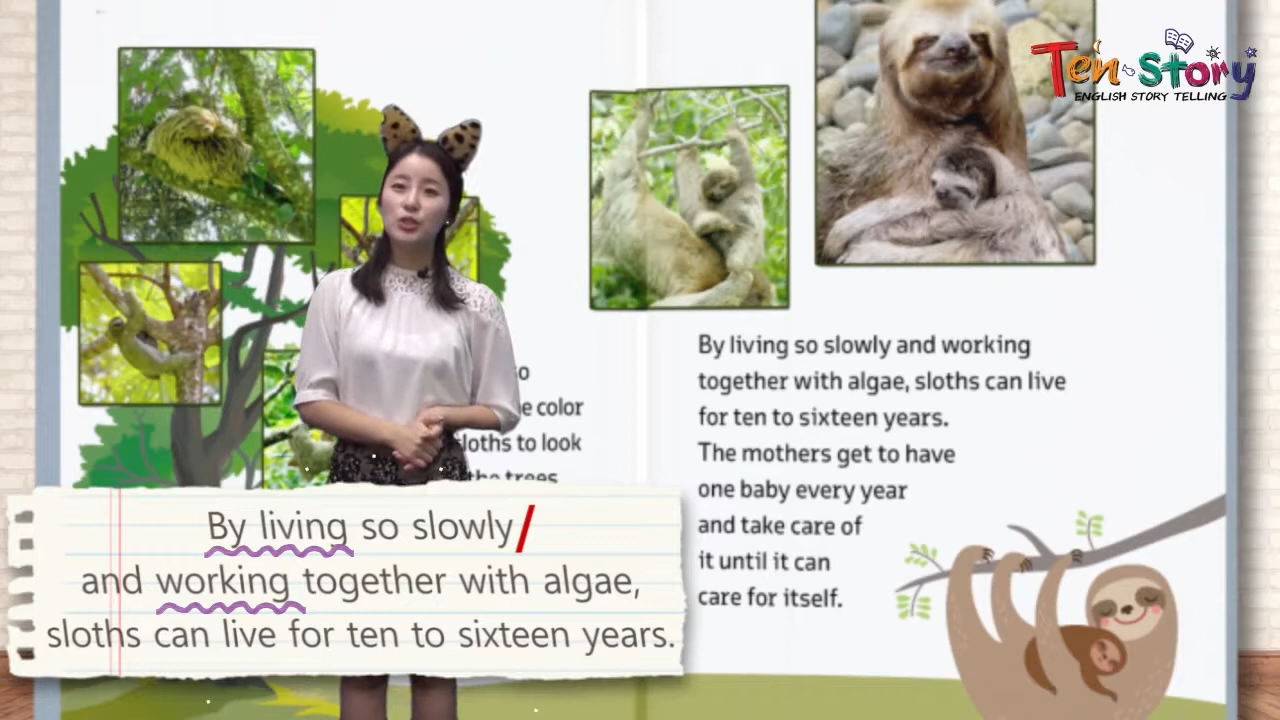 Ten Story
ENGLISH STORY TELLING
color
to look
the trees
By living so slowly and working
together with algae, sloths can live
for ten to sixteen years.
The mothers get to have
one baby every year
and take care of
it until it can
care for itself.
By living so slowly/
and working together with algae,
sloths can live for ten to sixteen years.